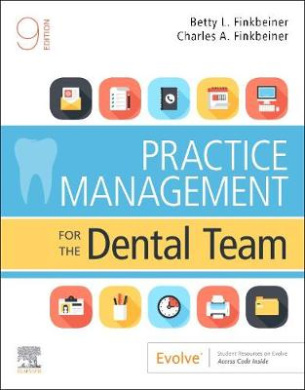 Betty L. Finkbeiner
Charles A. Finkbeiner
9
EDITION
PRACTICE
MANAGEMENT
FOR THE
Dental Team
ELSEVIER
Evolve
Student Resources on Evolve
Access Code Inside